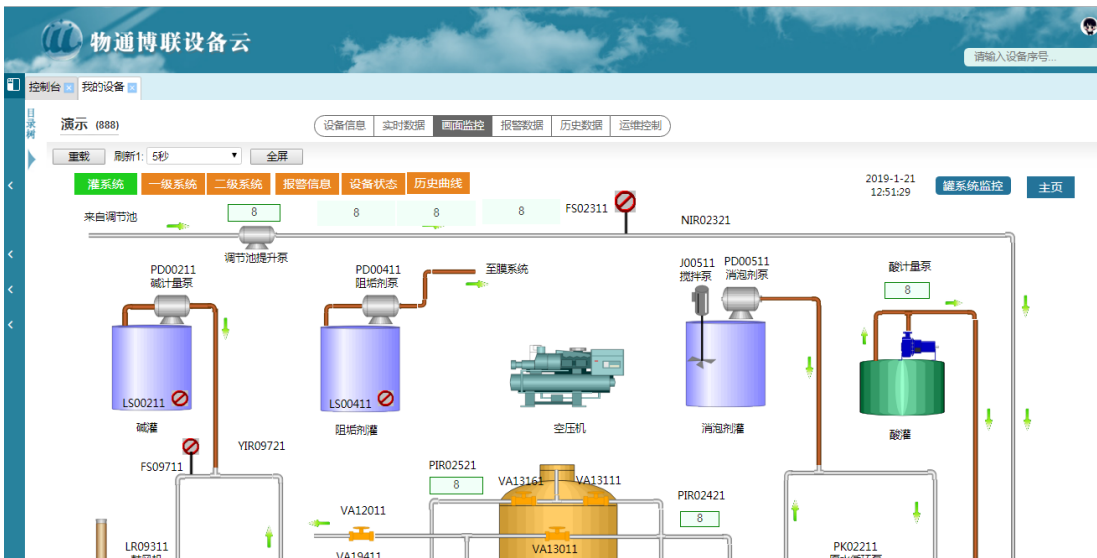 物通博联设备云
请输入设备序号...
控制台 我的设备
目录树
演示 (888)
设备信息 实时数据 画面监控 报警数据 历史数据 运维控制
重载 刷新1: 5秒 全屏
灌系统 一级系统 二级系统 报警信息 设备状态 历史曲线
2019-1-21
12:51:29
罐系统监控 主页
来自调节池 8 8 8 8 FS02311
NIR02321
调节池提升泵
PD00211
碱计量泵
PD00411
阻垢剂泵
至膜系统
J00511
搅拌泵
PD00511
消泡剂泵
酸计量泵
8
LS00211
LS00411
碱灌
阻垢剂灌
空压机
消泡剂灌
酸灌
FS09711
YIR09721
PIR02521
8
VA13161
VA13111
PIR02421
8
VA12011
VA13011
LR09311
PK02211
VA19411